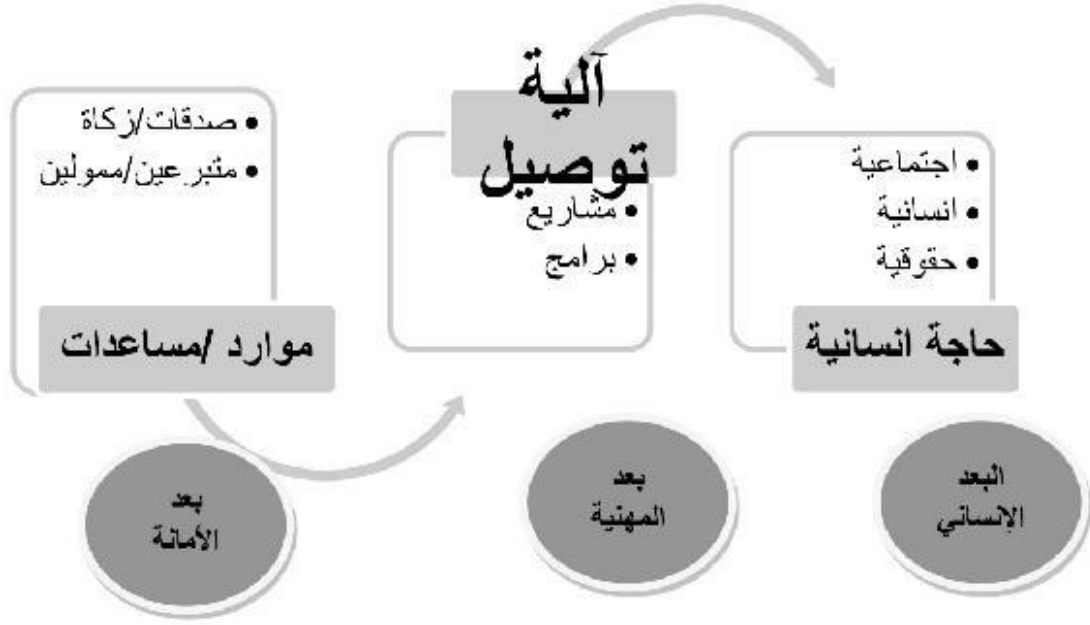 آلية
توصيل
• اجتماعية
• انسانية
• حقوقية
حاجة انسانية
• مشاريع
• برامج
• صدقات/زكاة
• متبرعين/ممولين
موارد /مساعدات
البعد
الإنساني
بعد
المهنية
بعد
الأمانة